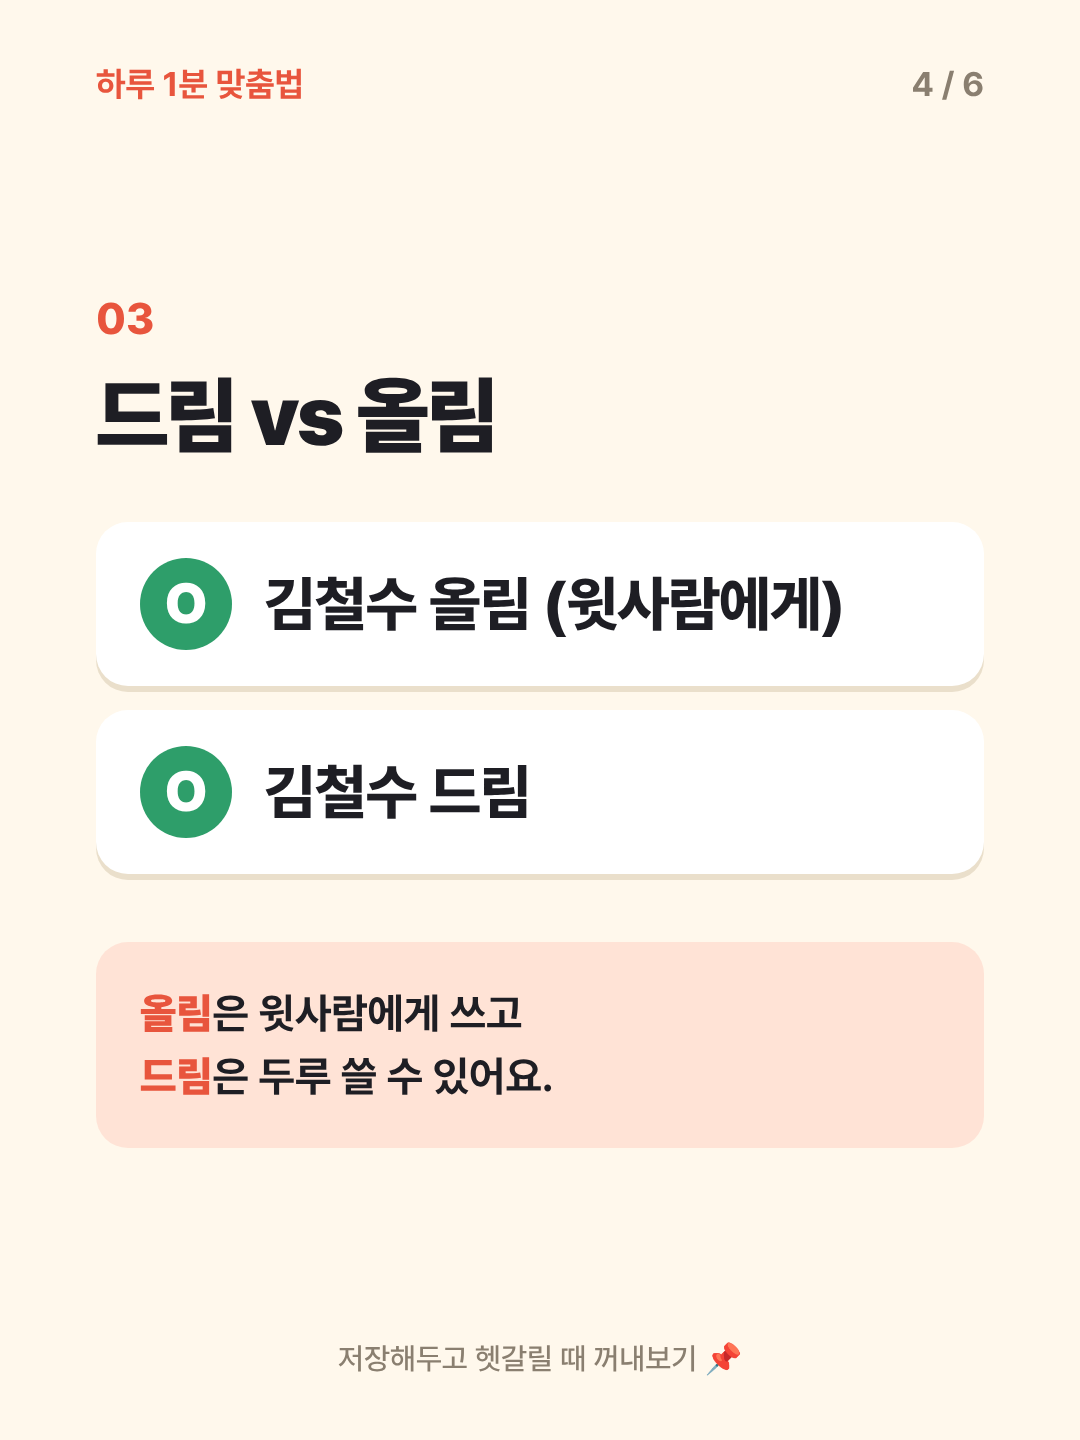 하루 1분 맞춤법
4 / 6
03
드림 vs 올림
O 김철수 올림 (윗사람에게)
O 김철수 드림
올림은 윗사람에게 쓰고
드림은 두루 쓸 수 있어요.
저장해두고 헷갈릴 때 꺼내보기 📌